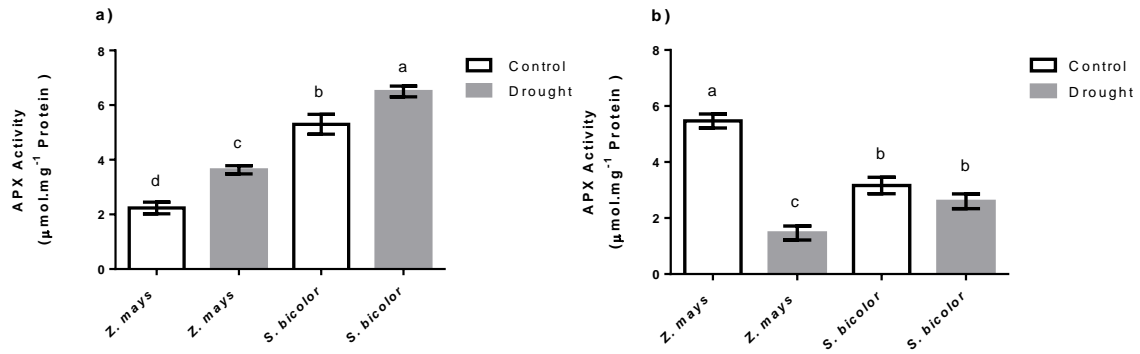 a)
APX Activity
(μmol.mg⁻¹ Protein )
8
6
4
2
0
d
c
b
a
Z. mays
Z. mays
S. bicolor
S. bicolor
Control
Drought
b)
APX Activity
(μmol.mg⁻¹ Protein )
8
6
4
2
0
a
c
b
b
Z. mays
Z. mays
S. bicolor
S. bicolor
Control
Drought